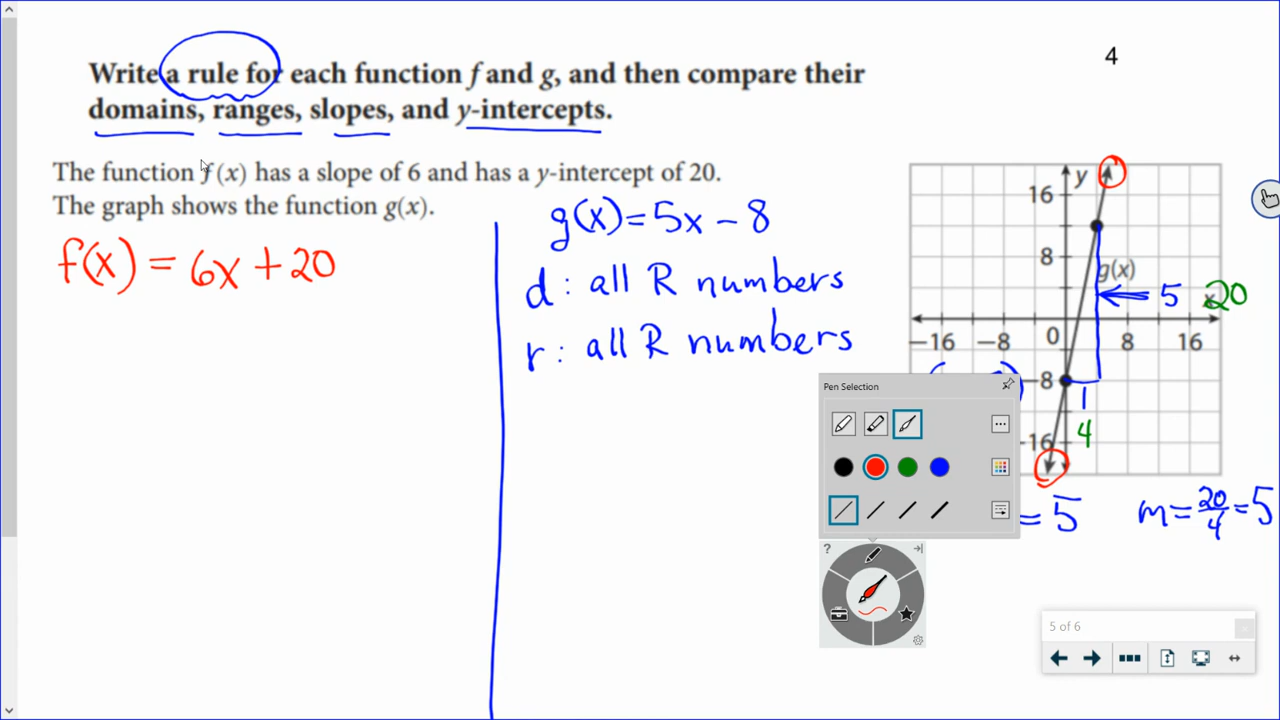 4
Write a rule for each function f and g, and then compare their
domains, ranges, slopes, and y-intercepts.
The function f(x) has a slope of 6 and has a y-intercept of 20.
The graph shows the function g(x).
f(x) = 6x + 20
g(x) = 5x - 8
d: all R numbers
r: all R numbers
y
16
8
g(x)
5
20
-16 -8 0 8 16
-8
1
4
-16
= 5
m = 20/4 = 5
Pen Selection
?
5 of 6